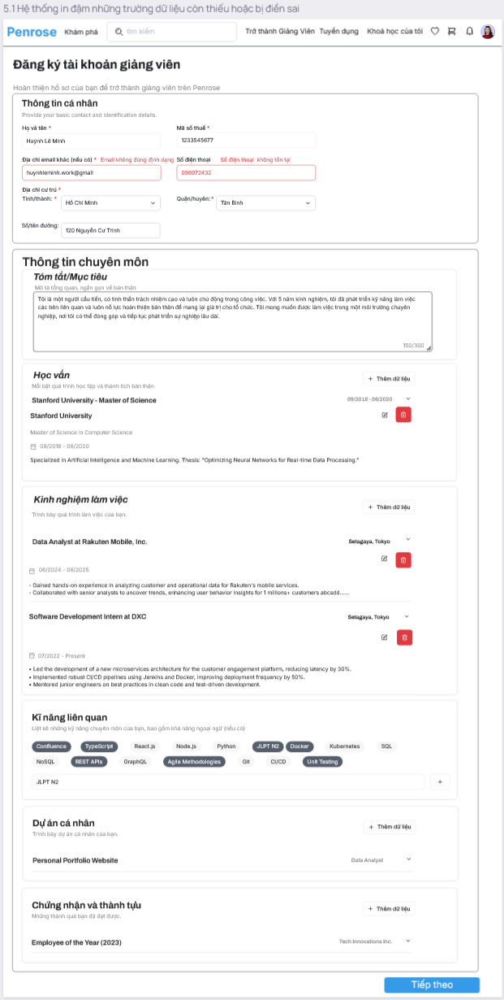 5.1 Hệ thống in đậm những trường dữ liệu còn thiếu hoặc bị điền sai
Penrose Khám phá tìm kiếm Trở thành Giảng Viên Tuyển dụng Khoá học của tôi
Đăng ký tài khoản giảng viên
Hoàn thiện hồ sơ của bạn để trở thành giảng viên trên Penrose
Thông tin cá nhân
Provide your basic contact and identification details.
Họ và tên * Mã số thuế *
Huỳnh Lê Minh 1233545677
Địa chỉ email khác (nếu có) * Email không đúng định dạng Số điện thoại Số điện thoại không tồn tại
huynhleminh.work@gmail 096972432
Địa chỉ cư trú *
Tỉnh/thành: * Hồ Chí Minh Quận/huyện: * Tân Bình
Số/tên đường: 120 Nguyễn Cư Trinh
Thông tin chuyên môn
Tóm tắt/Mục tiêu
Mô tả tổng quan, ngắn gọn về bản thân
Tôi là một người cầu tiến, có tinh thần trách nhiệm cao và luôn chủ động trong công việc. Với 5 năm kinh nghiệm, tôi đã phát triển kỹ năng làm việc
các bên liên quan và luôn nỗ lực hoàn thiện bản thân để mang lại giá trị cho tổ chức. Tôi mong muốn được làm việc trong một môi trường chuyên
nghiệp, nơi tôi có thể đóng góp và tiếp tục phát triển sự nghiệp lâu dài.
150/300
Học vấn
+ Thêm dữ liệu
Nổi bật quá trình học tập và thành tích bản thân
Stanford University - Master of Science 09/2018 - 06/2020
Stanford University
Master of Science in Computer Science
09/2018 - 06/2020
Specialized in Artificial Intelligence and Machine Learning. Thesis: "Optimizing Neural Networks for Real-time Data Processing."
Kinh nghiệm làm việc
+ Thêm dữ liệu
Trình bày quá trình làm việc của bạn.
Data Analyst at Rakuten Mobile, Inc. Setagaya, Tokyo
06/2024 - 08/2025
- Gained hands-on experience in analyzing customer and operational data for Rakuten's mobile services.
- Collaborated with senior analysts to uncover trends, enhancing user behavior insights for 1 millions+ customers abcsdd......
Software Development Intern at DXC Setagaya, Tokyo
07/2022 - Present
• Led the development of a new microservices architecture for the customer engagement platform, reducing latency by 30%.
• Implemented robust CI/CD pipelines using Jenkins and Docker, improving deployment frequency by 50%.
• Mentored junior engineers on best practices in clean code and test-driven development.
Kĩ năng liên quan
Liệt kê những kỹ năng chuyên môn của bạn, bao gồm khả năng ngoại ngữ (nếu có)
Confluence TypeScript React.js Node.js Python JLPT N2 Docker Kubernetes SQL
NoSQL REST APIs GraphQL Agile Methodologies Git CI/CD Unit Testing
JLPT N2 +
Dự án cá nhân
+ Thêm dữ liệu
Trình bày dự án cá nhân của bạn.
Personal Portfolio Website Data Analyst
Chứng nhận và thành tựu
+ Thêm dữ liệu
Những thành quả bạn đã đạt được.
Employee of the Year (2023) Tech Innovations Inc.
Tiếp theo